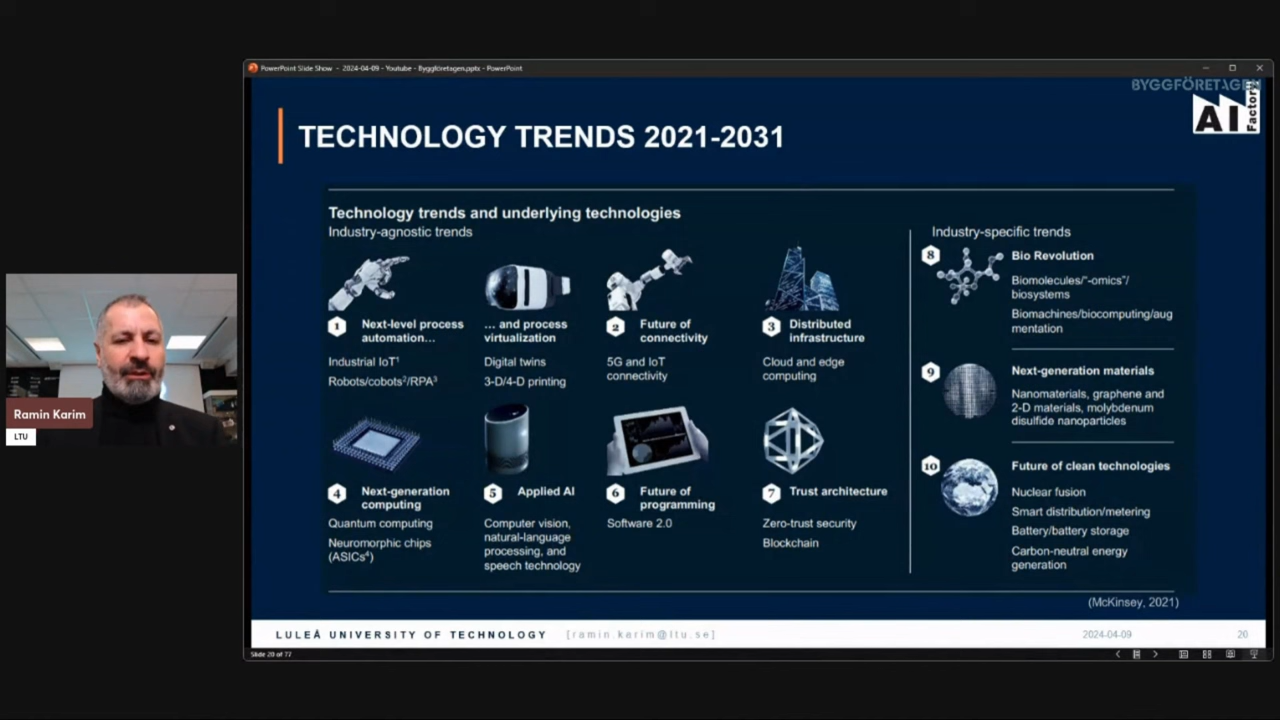 PowerPoint Slide Show - 2024-04-09 - Youtube - Byggföretagen.pptx - PowerPoint
BYGGFÖRETAGEN
AI Factory
TECHNOLOGY TRENDS 2021-2031
Technology trends and underlying technologies
Industry-agnostic trends
1 Next-level process
automation…
Industrial IoT¹
Robots/cobots²/RPA³
… and process
virtualization
Digital twins
3-D/4-D printing
2 Future of
connectivity
5G and IoT
connectivity
3 Distributed
infrastructure
Cloud and edge
computing
4 Next-generation
computing
Quantum computing
Neuromorphic chips
(ASICs⁴)
5 Applied AI
Computer vision,
natural-language
processing, and
speech technology
6 Future of
programming
Software 2.0
7 Trust architecture
Zero-trust security
Blockchain
Industry-specific trends
8 Bio Revolution
Biomolecules/“-omics”/
biosystems
Biomachines/biocomputing/aug
mentation
9 Next-generation materials
Nanomaterials, graphene and
2-D materials, molybdenum
disulfide nanoparticles
10 Future of clean technologies
Nuclear fusion
Smart distribution/metering
Battery/battery storage
Carbon-neutral energy
generation
(McKinsey, 2021)
Ramin Karim
LTU
LULEÅ UNIVERSITY OF TECHNOLOGY [ramin.karim@ltu.se] 2024-04-09 20
Slide 20 of 77